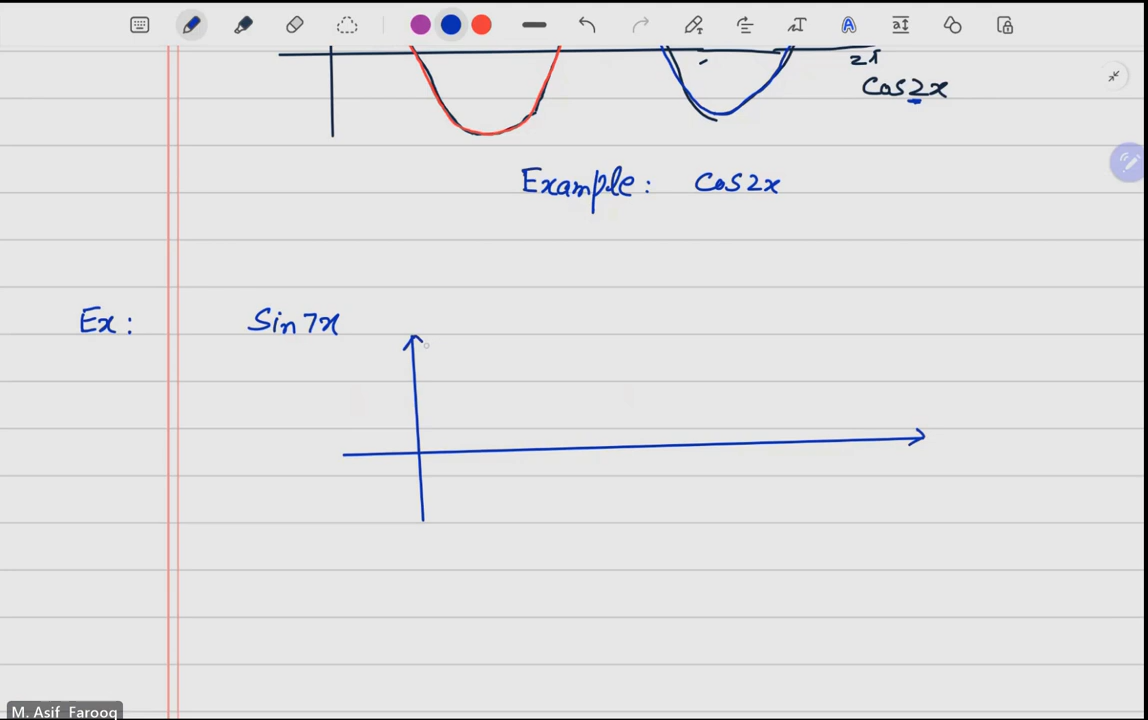 2π
Cos2x
Example: Cos2x
Ex: Sin7x
M. Asif Farooq